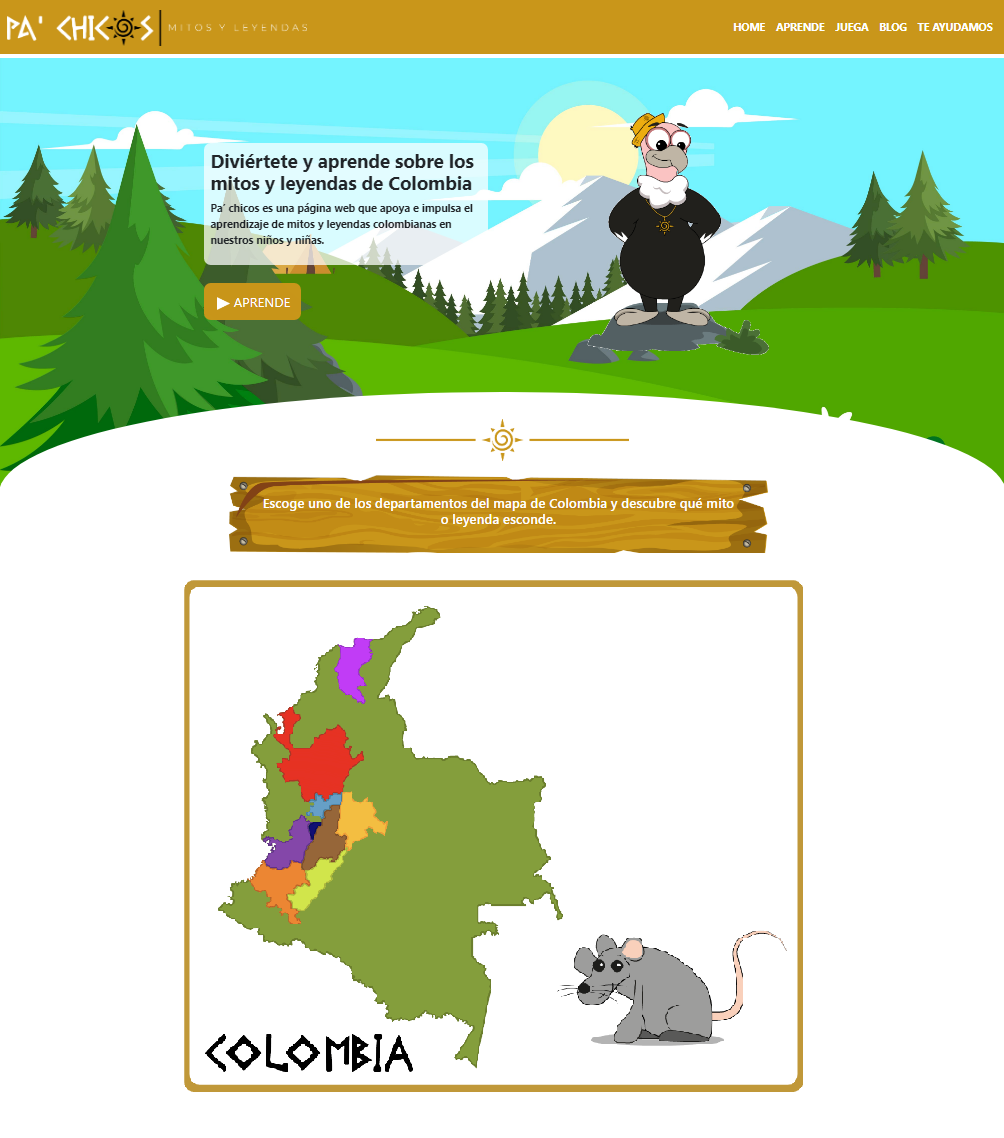 PA' CHICOS | MITOS Y LEYENDAS
HOME APRENDE JUEGA BLOG TE AYUDAMOS
Diviértete y aprende sobre los
mitos y leyendas de Colombia
Pa´ chicos es una página web que apoya e impulsa el
aprendizaje de mitos y leyendas colombianas en
nuestros niños y niñas.
▶ APRENDE
Escoge uno de los departamentos del mapa de Colombia y descubre qué mito
o leyenda esconde.
COLOMBIA